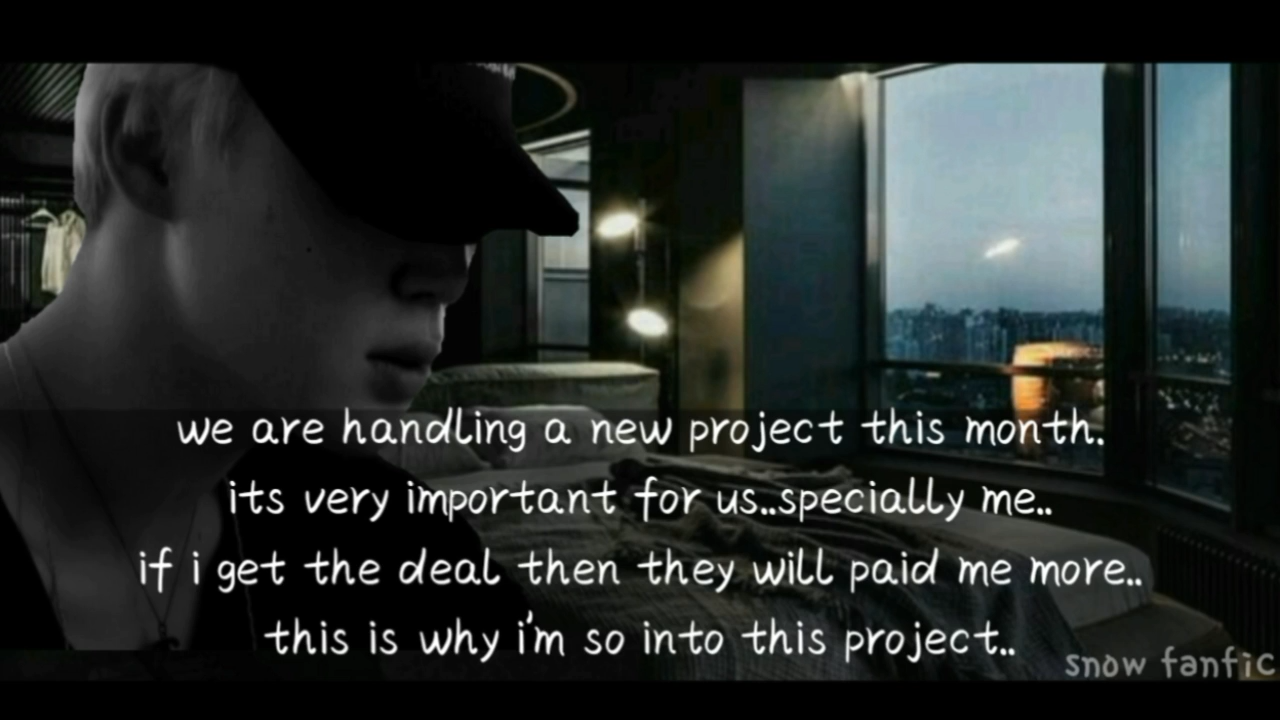 we are handling a new project this month.
its very important for us..specially me..
if i get the deal then they will paid me more..
this is why i'm so into this project..
snow fanfic